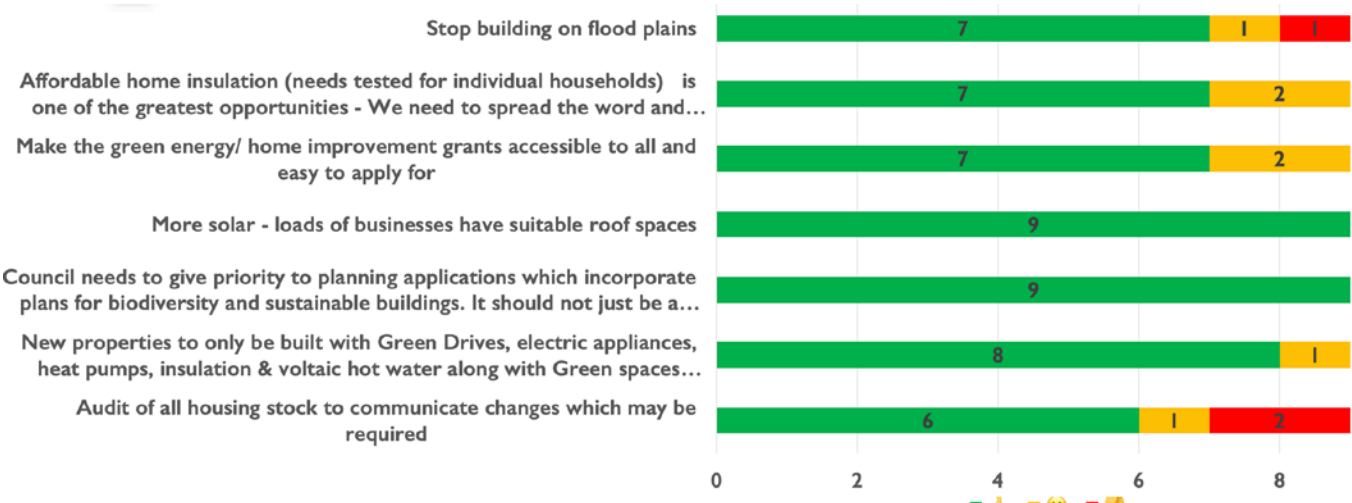 Stop building on flood plains
7 1 1
Affordable home insulation (needs tested for individual households) is
one of the greatest opportunities - We need to spread the word and...
7 2
Make the green energy/ home improvement grants accessible to all and
easy to apply for
7 2
More solar - loads of businesses have suitable roof spaces
9
Council needs to give priority to planning applications which incorporate
plans for biodiversity and sustainable buildings. It should not just be a...
9
New properties to only be built with Green Drives, electric appliances,
heat pumps, insulation & voltaic hot water along with Green spaces...
8 1
Audit of all housing stock to communicate changes which may be
required
6 1 2
0 2 4 6 8